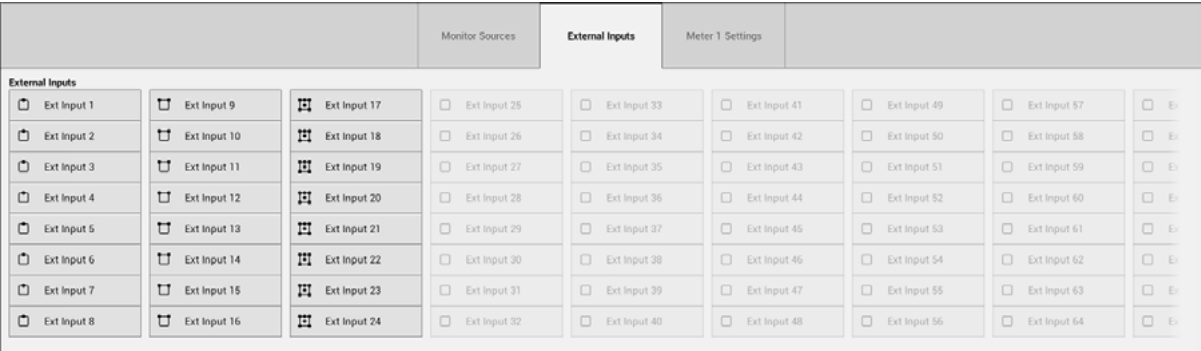 Monitor Sources External Inputs Meter 1 Settings
External Inputs
Ext Input 1 Ext Input 9 Ext Input 17 Ext Input 25 Ext Input 33 Ext Input 41 Ext Input 49 Ext Input 57
Ext Input 2 Ext Input 10 Ext Input 18 Ext Input 26 Ext Input 34 Ext Input 42 Ext Input 50 Ext Input 58
Ext Input 3 Ext Input 11 Ext Input 19 Ext Input 27 Ext Input 35 Ext Input 43 Ext Input 51 Ext Input 59
Ext Input 4 Ext Input 12 Ext Input 20 Ext Input 28 Ext Input 36 Ext Input 44 Ext Input 52 Ext Input 60
Ext Input 5 Ext Input 13 Ext Input 21 Ext Input 29 Ext Input 37 Ext Input 45 Ext Input 53 Ext Input 61
Ext Input 6 Ext Input 14 Ext Input 22 Ext Input 30 Ext Input 38 Ext Input 46 Ext Input 54 Ext Input 62
Ext Input 7 Ext Input 15 Ext Input 23 Ext Input 31 Ext Input 39 Ext Input 47 Ext Input 55 Ext Input 63
Ext Input 8 Ext Input 16 Ext Input 24 Ext Input 32 Ext Input 40 Ext Input 48 Ext Input 56 Ext Input 64